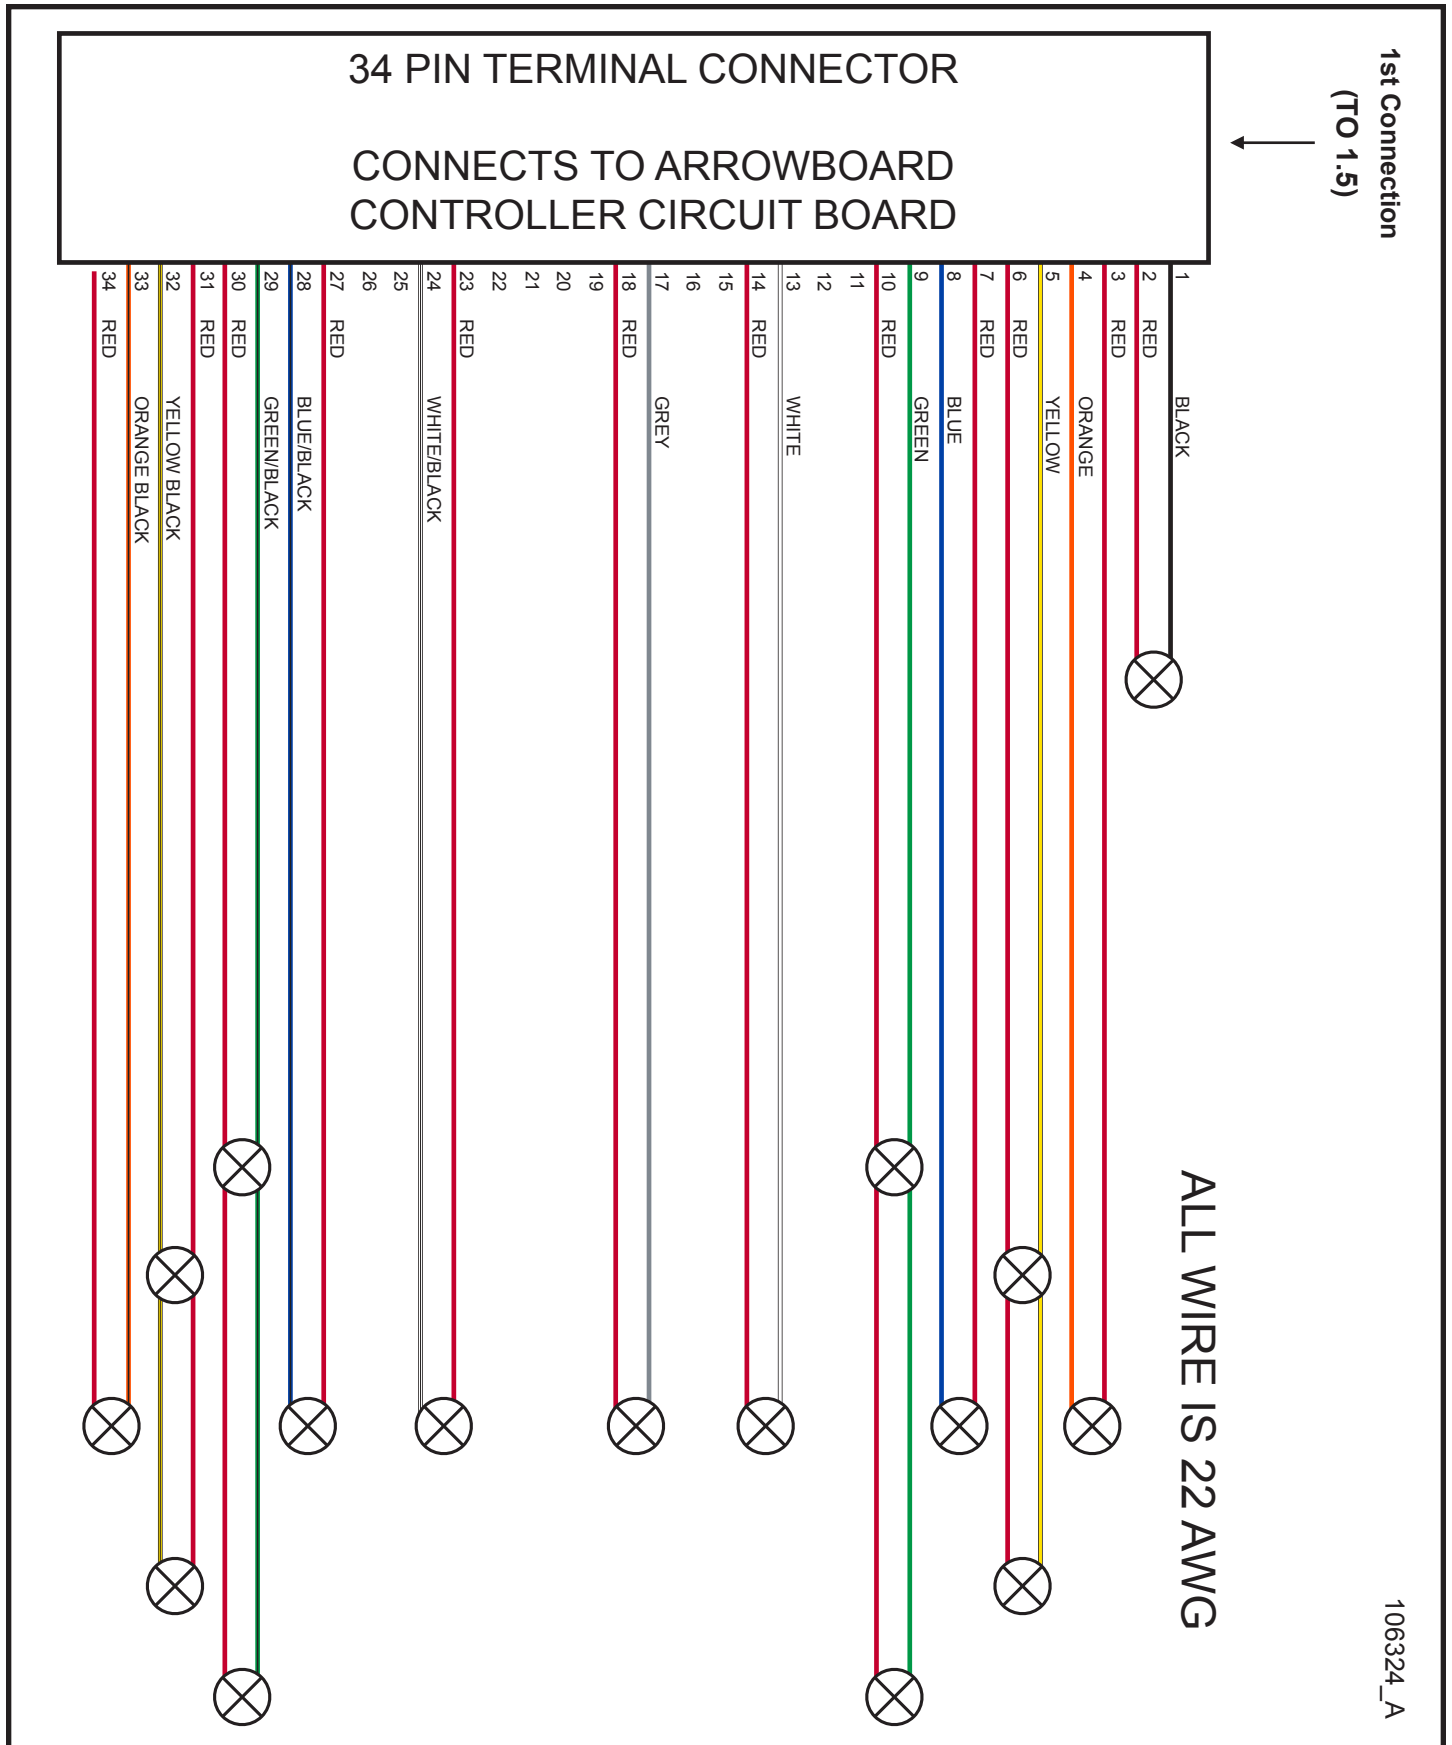 34 PIN TERMINAL CONNECTOR
CONNECTS TO ARROWBOARD
CONTROLLER CIRCUIT BOARD
1st Connection
(TO 1.5)
1 BLACK
2 RED
3 RED
4 ORANGE
5 YELLOW
6 RED
7 RED
8 BLUE
9 GREEN
10 RED
11
12
13 WHITE
14 RED
15
16
17 GREY
18 RED
19
20
21
22
23 RED
24 WHITE/BLACK
25
26
27 RED
28 BLUE/BLACK
29 GREEN/BLACK
30 RED
31 RED
32 YELLOW BLACK
33 ORANGE BLACK
34 RED
ALL WIRE IS 22 AWG
106324_A